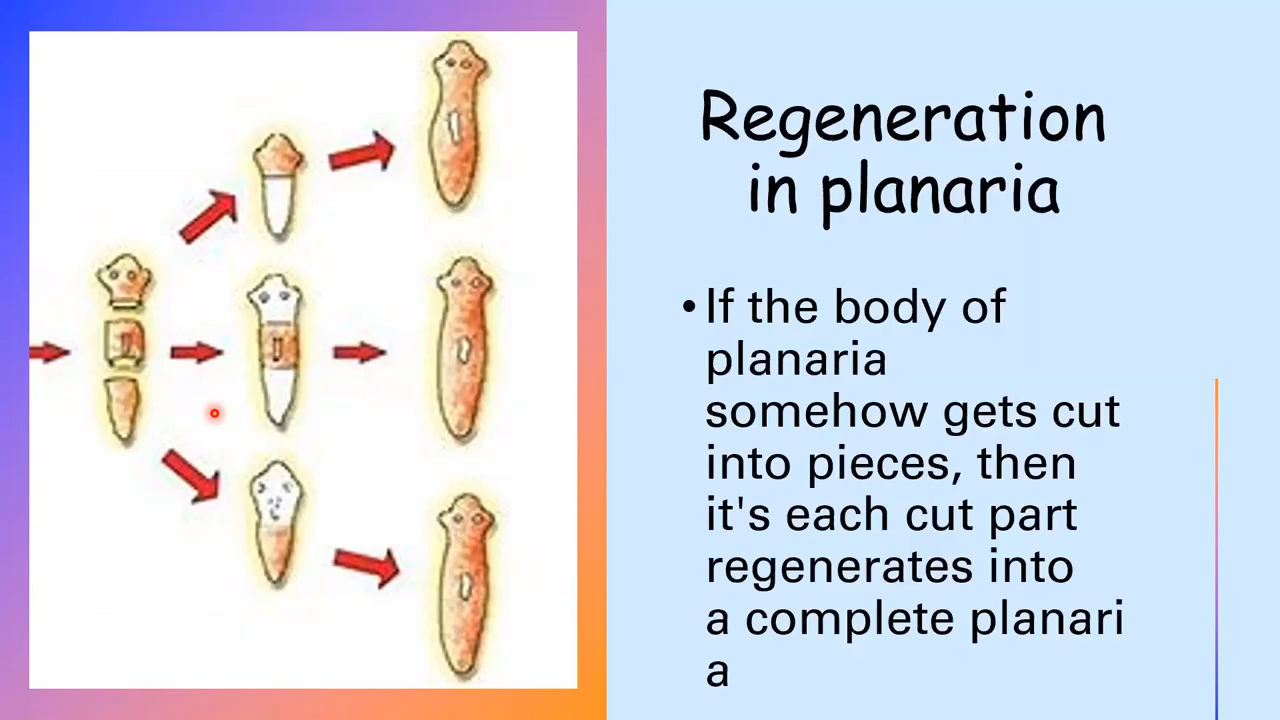 Regeneration
in planaria
• If the body of
planaria
somehow gets cut
into pieces, then
it's each cut part
regenerates into
a complete planari
a